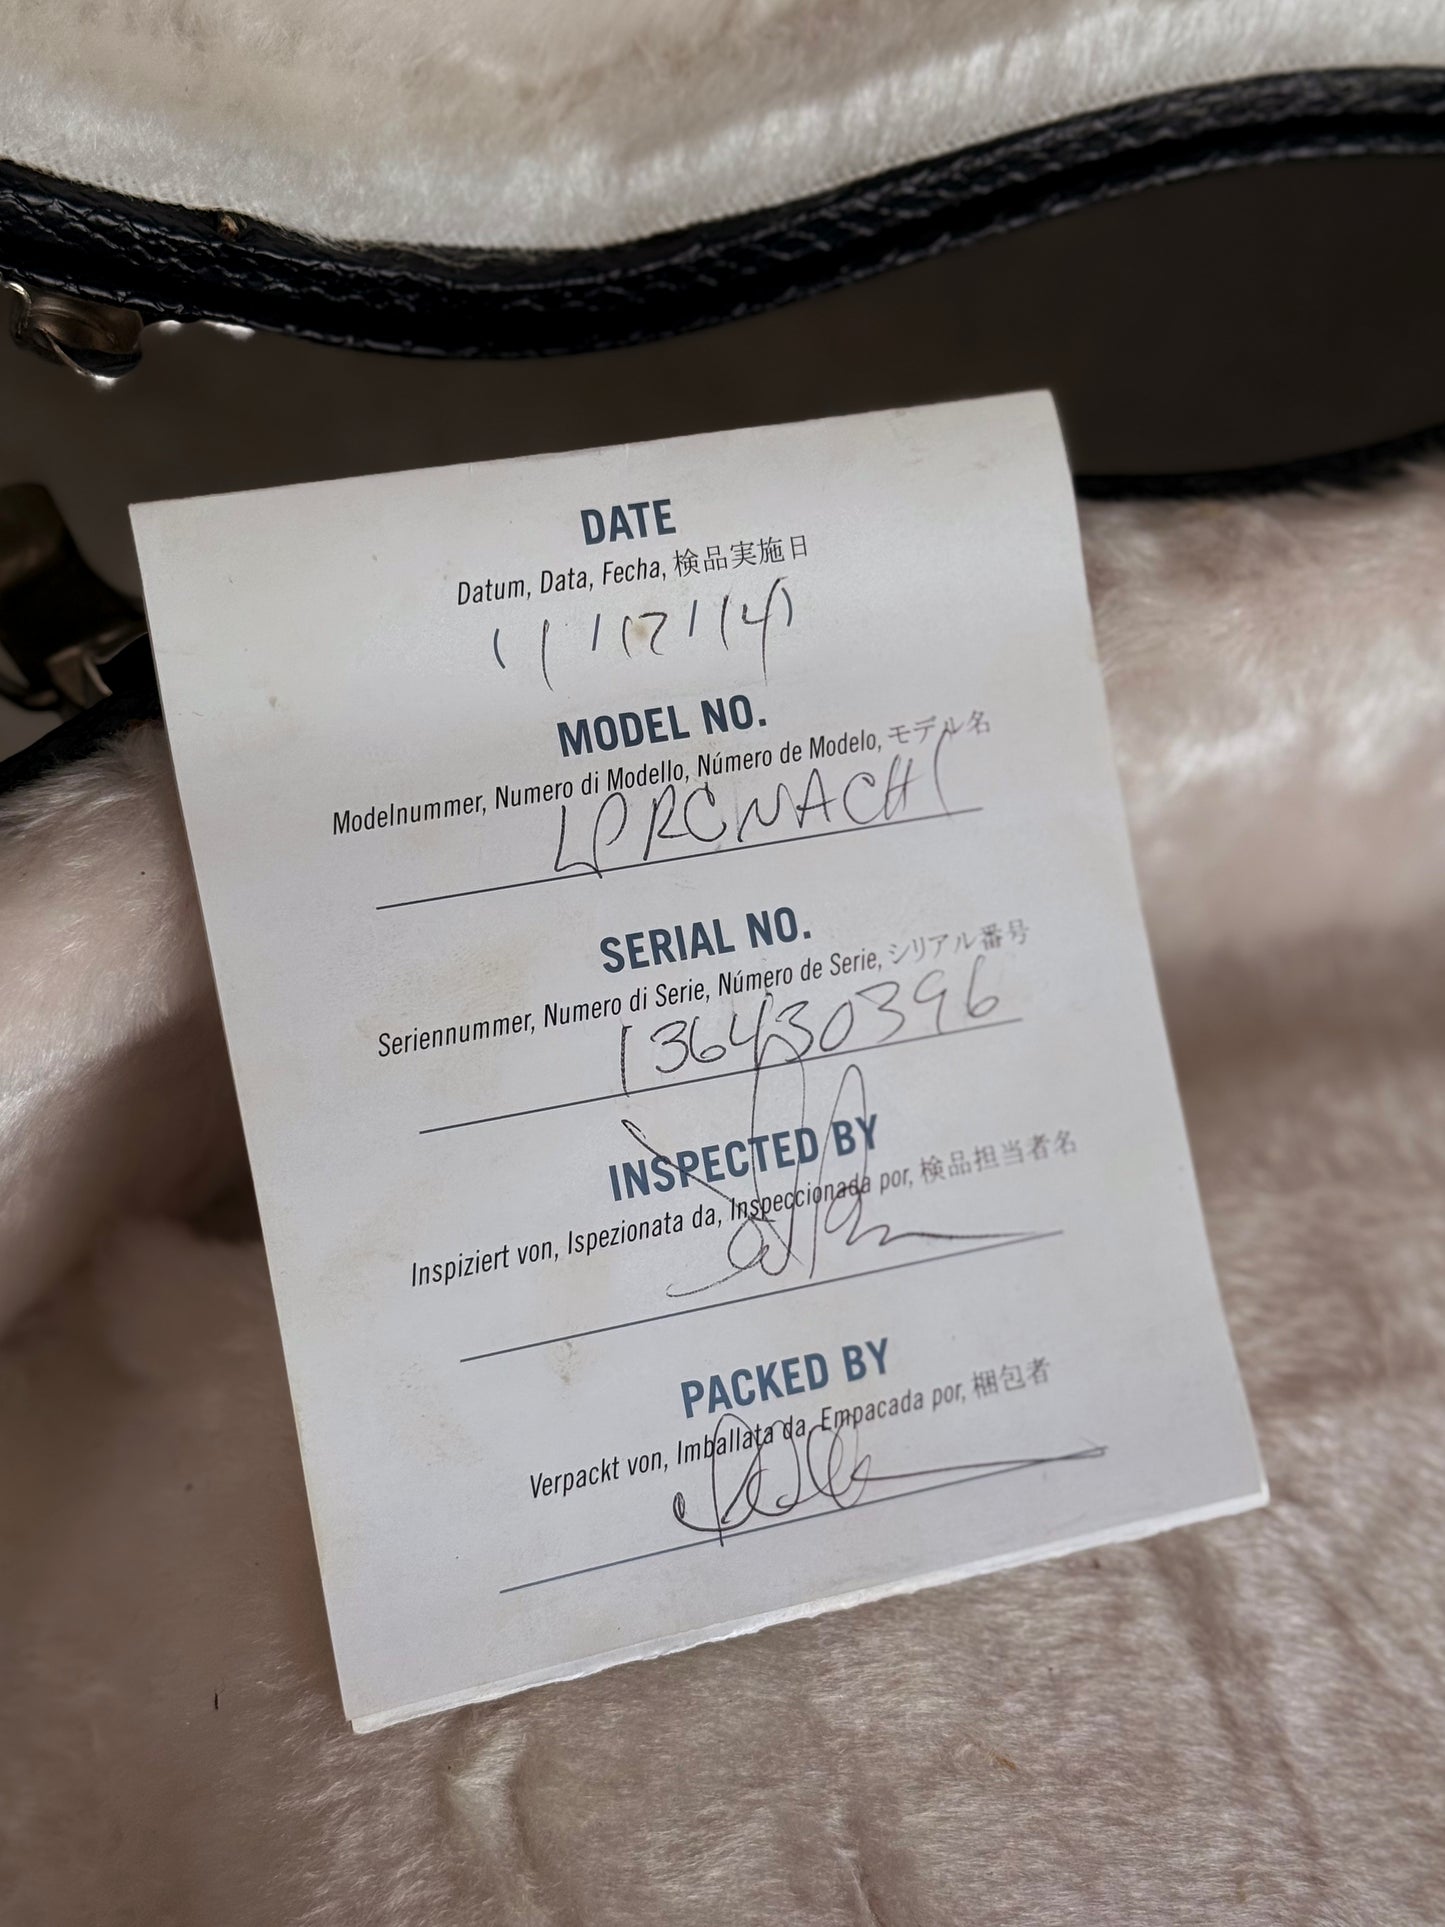 DATE
Datum, Data, Fecha, 検品実施日
11/17/14
MODEL NO.
Modelnummer, Numero di Modello, Número de Modelo, モデル名
LPRCNACH1
SERIAL NO.
Seriennummer, Numero di Serie, Número de Serie, シリアル番号
136430396
INSPECTED BY
Inspiziert von, Ispezionata da, Inspeccionada por, 検品担当者名
PACKED BY
Verpackt von, Imballata da, Empacada por, 梱包者